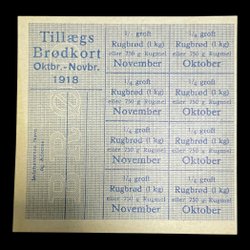 Tillægs
Brødkort
Oktbr.-Novbr.
1918
1/4 groft
Rugbrød (1 kg)
eller 750 g Rugmel
November
1/4 groft
Rugbrød (1 kg)
eller 750 g Rugmel
Oktober
1/4 groft
Rugbrød (1 kg)
eller 750 g Rugmel
November
1/4 groft
Rugbrød (1 kg)
eller 750 g Rugmel
Oktober
1/4 groft
Rugbrød (1 kg)
eller 750 g Rugmel
November
1/4 groft
Rugbrød (1 kg)
eller 750 g Rugmel
Oktober
1/4 groft
Rugbrød (1 kg)
eller 750 g Rugmel
November
1/4 groft
Rugbrød (1 kg)
eller 750 g Rugmel
Oktober